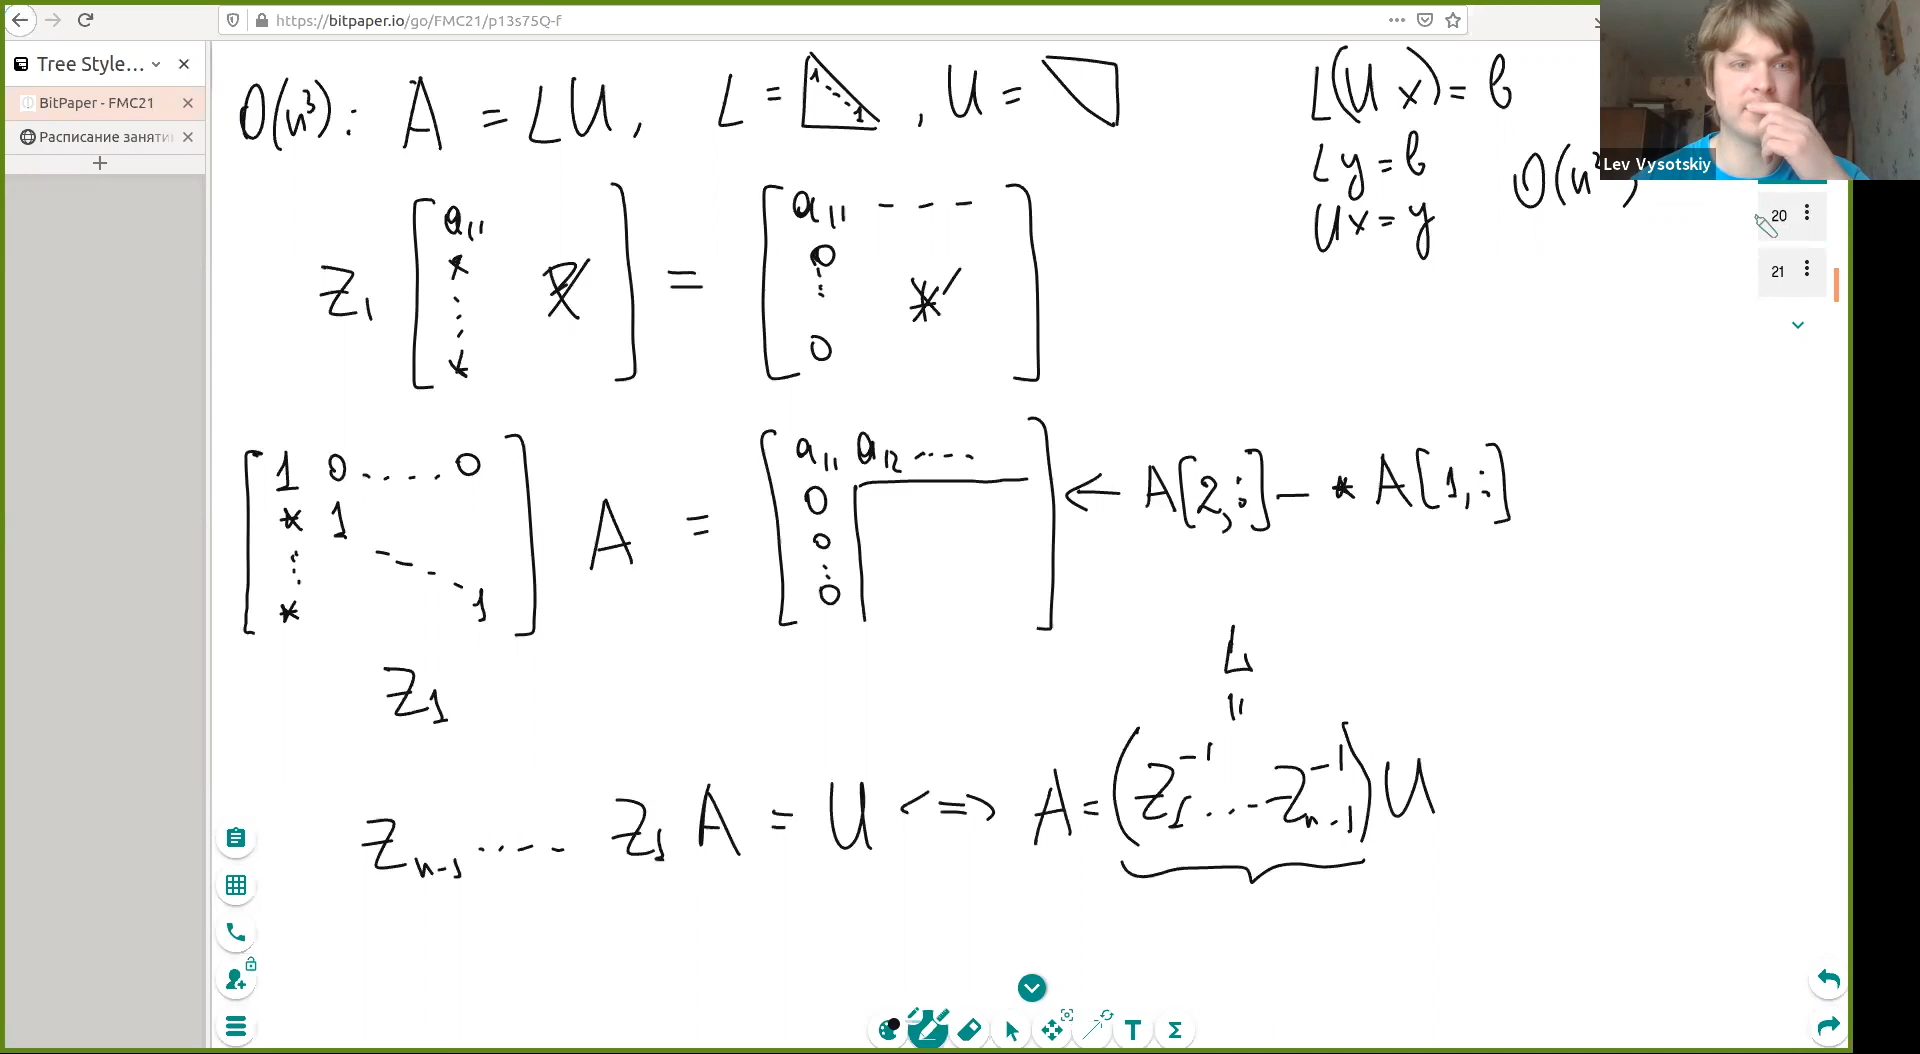 https://bitpaper.io/go/FMC21/p13s75Q-f
Tree Style...
BitPaper - FMC21
Расписание заняти
O(n³): A = LU, L = 1 1 , U =
L(U x) = b
Ly = b
Ux = y
Lev Vysotskiy
20
21
Z₁ [ a₁₁ * ⋮ * ] = [ a₁₁ - - - 0 ⋮ 0 *′ ]
[ 1 0 ..... 0
* 1
⋮ - - - -
* 1 ] A = [ a₁₁ a₁₂ ....
0
0
⋮
0 ] ← A[2,:] - * A[1,:]
Z₁
L
=
Zₙ₋₁ ..... Z₁ A = U <=> A = (Z₁⁻¹ ... Zₙ₋₁⁻¹) U
T Σ